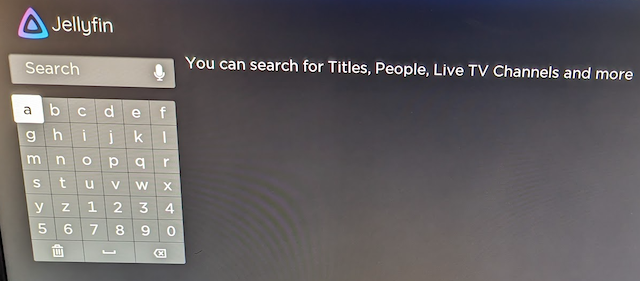 Jellyfin
Search
You can search for Titles, People, Live TV Channels and more
a b c d e f
g h i j k l
m n o p q r
s t u v w x
y z 1 2 3 4
5 6 7 8 9 0